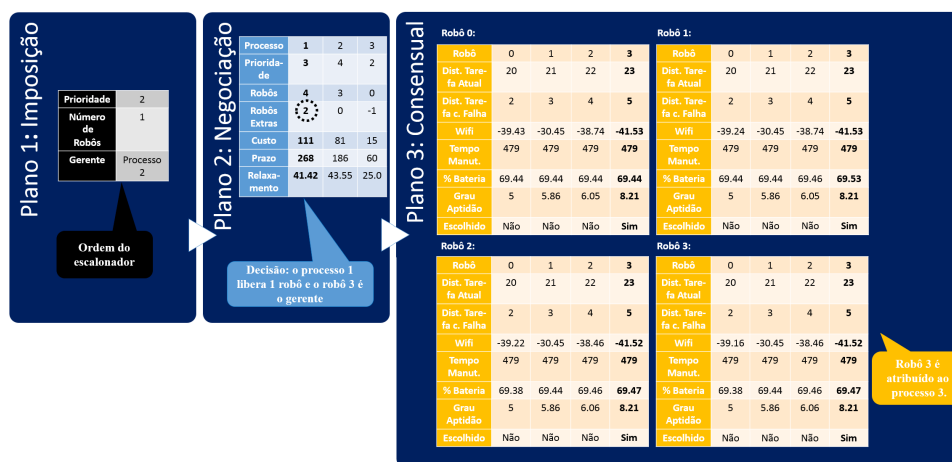 Plano 1: Imposição
Prioridade 2
Número de Robôs 1
Gerente Processo 2
Ordem do escalonador
Plano 2: Negociação
Processo 1 2 3
Priorida-de 3 4 2
Robôs 4 3 0
Robôs Extras 2 0 -1
Custo 111 81 15
Prazo 268 186 60
Relaxa-mento 41.42 43.55 25.0
Decisão: o processo 1 libera 1 robô e o robô 3 é o gerente
Plano 3: Consensual
Robô 0:
Robô 0 1 2 3
Dist. Tare-fa Atual 20 21 22 23
Dist. Tare-fa c. Falha 2 3 4 5
Wifi -39.43 -30.45 -38.74 -41.53
Tempo Manut. 479 479 479 479
% Bateria 69.44 69.44 69.44 69.44
Grau Aptidão 5 5.86 6.05 8.21
Escolhido Não Não Não Sim
Robô 1:
Robô 0 1 2 3
Dist. Tare-fa Atual 20 21 22 23
Dist. Tare-fa c. Falha 2 3 4 5
Wifi -39.24 -30.45 -38.74 -41.53
Tempo Manut. 479 479 479 479
% Bateria 69.44 69.44 69.46 69.53
Grau Aptidão 5 5.86 6.05 8.21
Escolhido Não Não Não Sim
Robô 2:
Robô 0 1 2 3
Dist. Tare-fa Atual 20 21 22 23
Dist. Tare-fa c. Falha 2 3 4 5
Wifi -39.22 -30.45 -38.46 -41.52
Tempo Manut. 479 479 479 479
% Bateria 69.38 69.44 69.46 69.47
Grau Aptidão 5 5.86 6.06 8.21
Escolhido Não Não Não Sim
Robô 3:
Robô 0 1 2 3
Dist. Tare-fa Atual 20 21 22 23
Dist. Tare-fa c. Falha 2 3 4 5
Wifi -39.16 -30.45 -38.46 -41.52
Tempo Manut. 479 479 479 479
% Bateria 69.38 69.44 69.46 69.47
Grau Aptidão 5 5.86 6.06 8.21
Escolhido Não Não Não Sim
Robô 3 é atribuído ao processo 3.